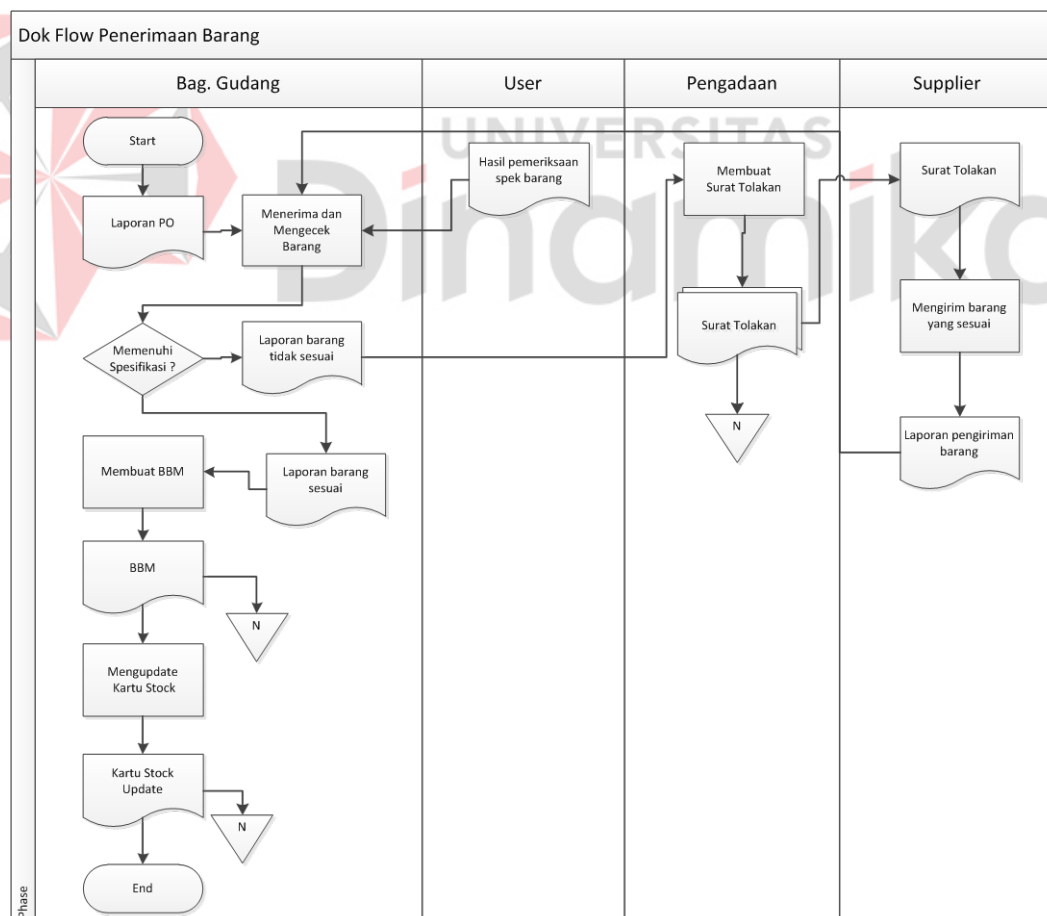 Dok Flow Penerimaan Barang
Bag. Gudang
User
Pengadaan
Supplier
UNIVERSITAS
Dinamika
Start
Laporan PO
Menerima dan
Mengecek
Barang
Hasil pemeriksaan
spek barang
Membuat
Surat Tolakan
Surat Tolakan
Surat Tolakan
N
Mengirim barang
yang sesuai
Laporan pengiriman
barang
Memenuhi
Spesifikasi ?
Laporan barang
tidak sesuai
Laporan barang
sesuai
Membuat BBM
BBM
N
Mengupdate
Kartu Stock
Kartu Stock
Update
N
End
Phase